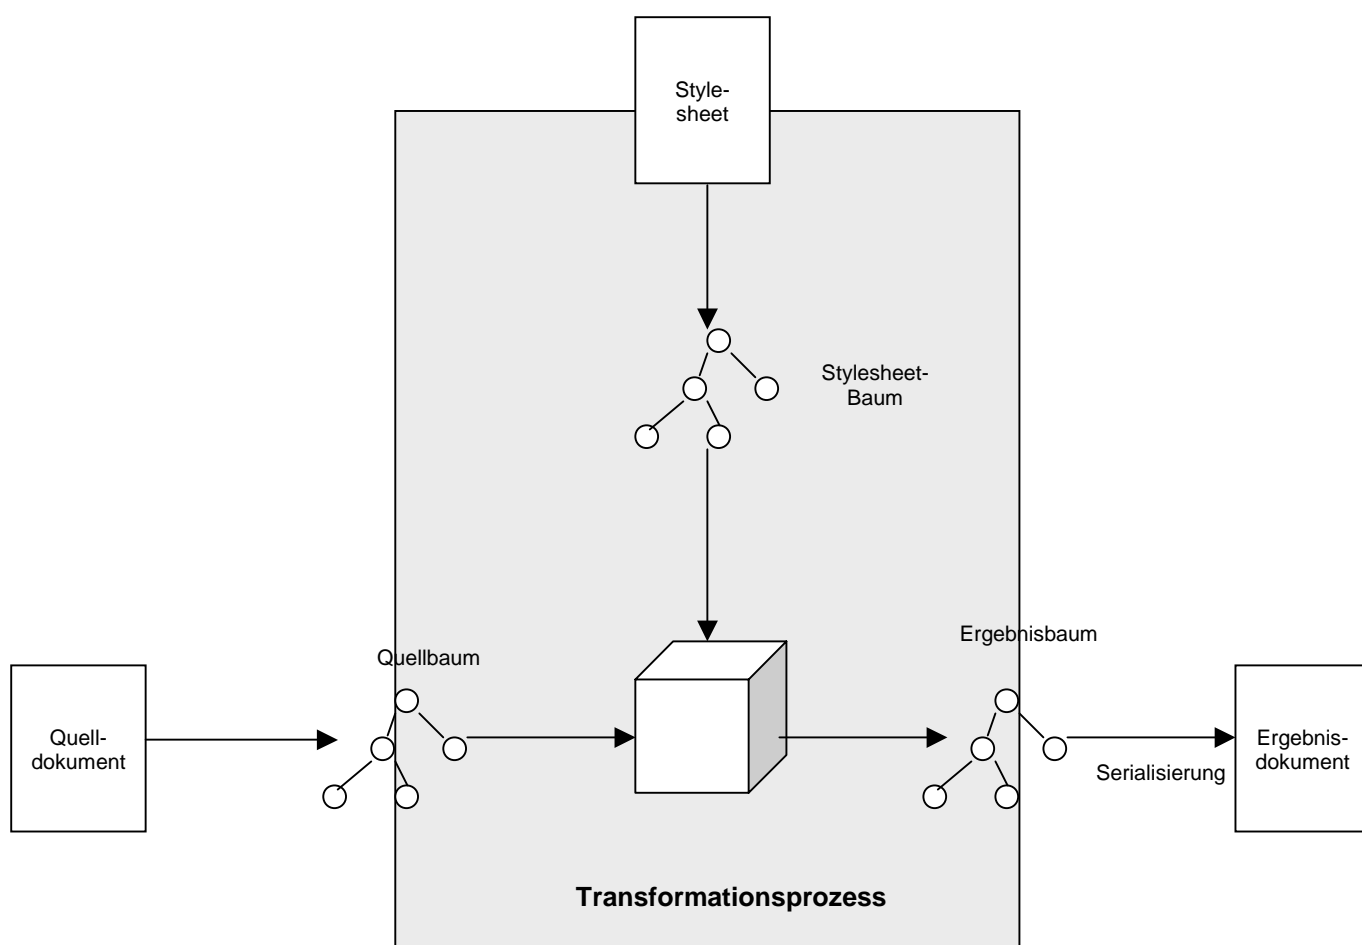 Style-
sheet
Stylesheet-
Baum
Ergebnisbaum
Quellbaum
Quell-
dokument
Ergebnis-
dokument
Serialisierung
Transformationsprozess